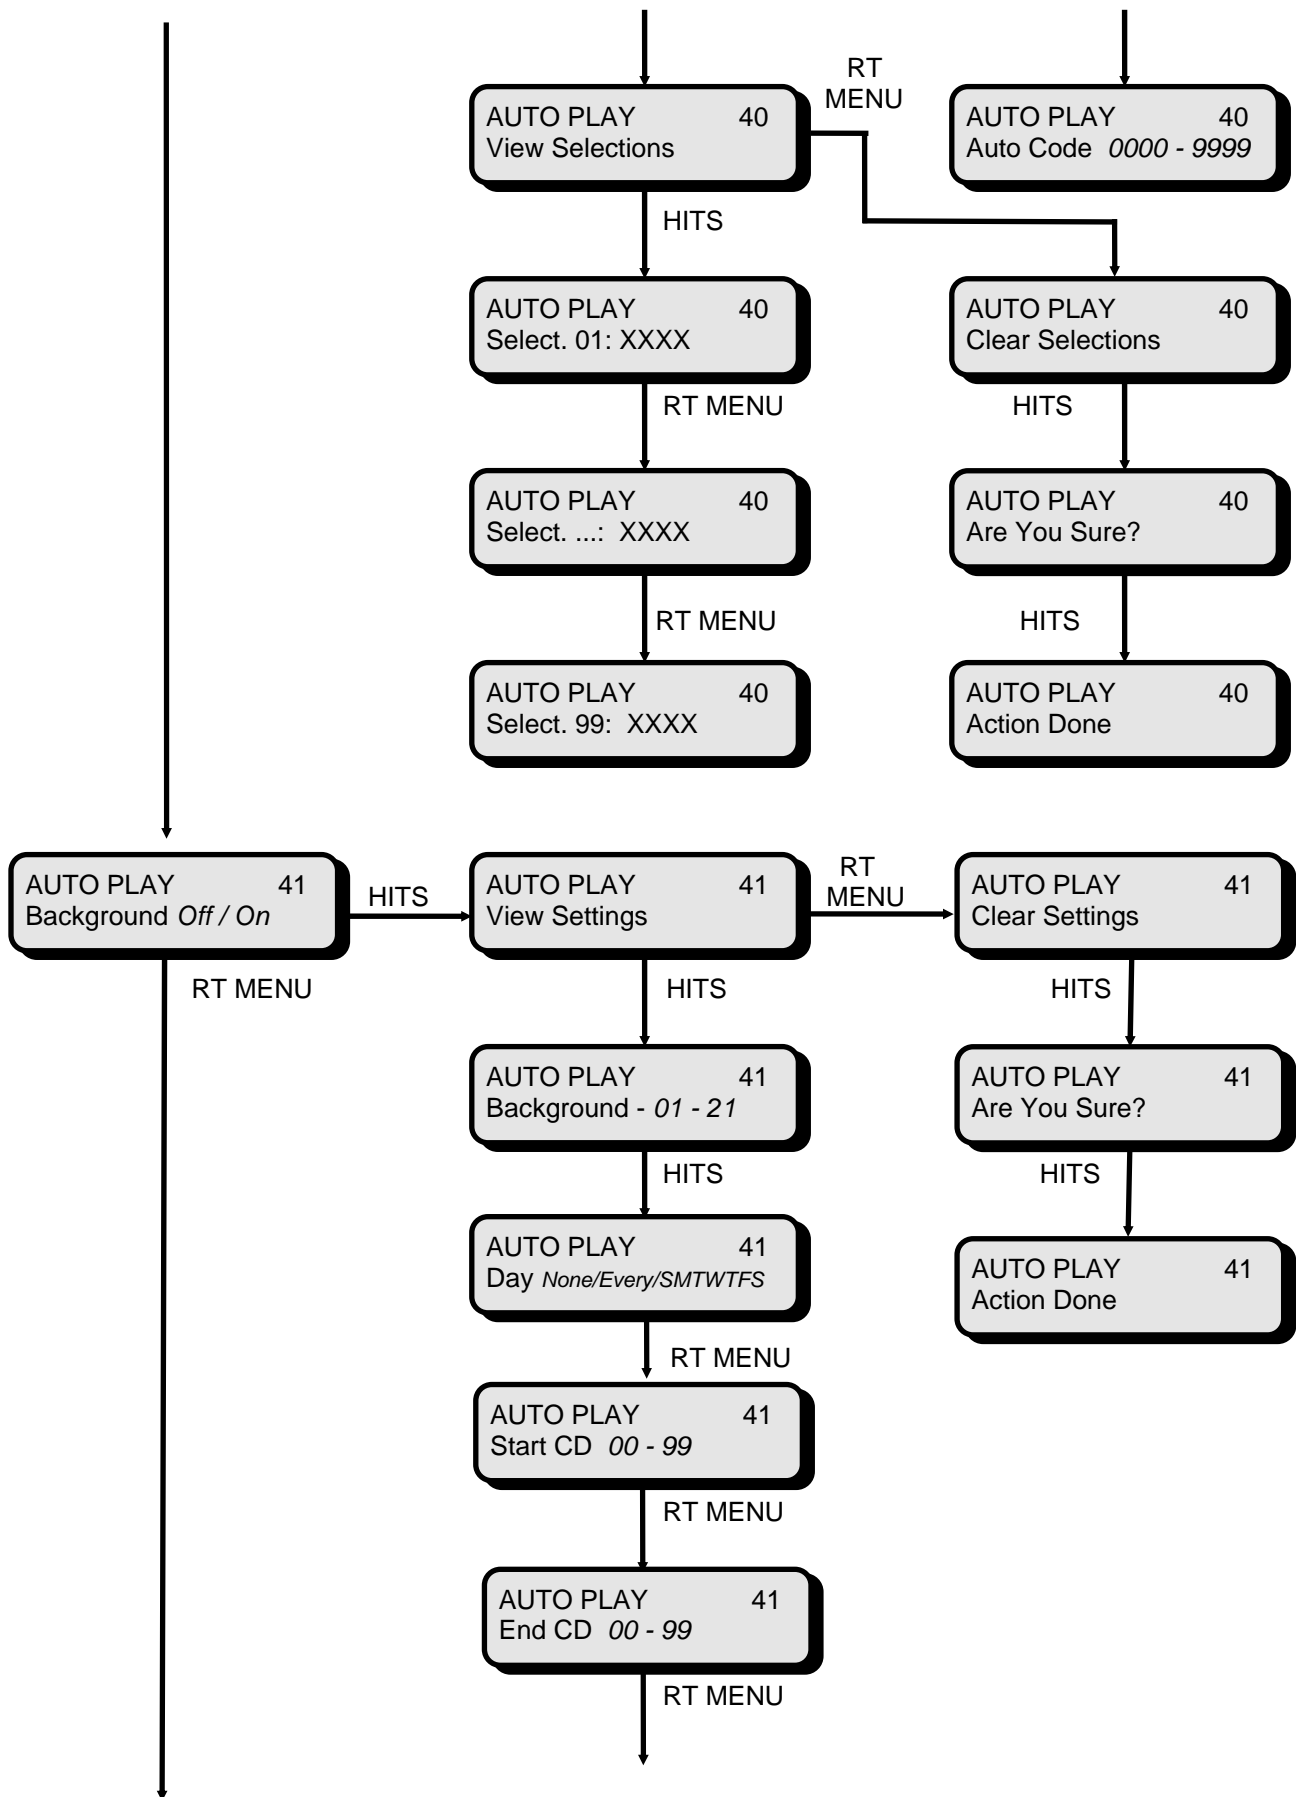 RT
MENU
AUTO PLAY 40
View Selections
AUTO PLAY 40
Auto Code 0000 - 9999
HITS
AUTO PLAY 40
Select. 01: XXXX
AUTO PLAY 40
Clear Selections
RT MENU
HITS
AUTO PLAY 40
Select. ...: XXXX
AUTO PLAY 40
Are You Sure?
RT MENU
HITS
AUTO PLAY 40
Select. 99: XXXX
AUTO PLAY 40
Action Done
AUTO PLAY 41
Background Off / On
HITS
AUTO PLAY 41
View Settings
RT
MENU
AUTO PLAY 41
Clear Settings
RT MENU
HITS
HITS
AUTO PLAY 41
Background - 01 - 21
AUTO PLAY 41
Are You Sure?
HITS
HITS
AUTO PLAY 41
Day None/Every/SMTWTFS
AUTO PLAY 41
Action Done
RT MENU
AUTO PLAY 41
Start CD 00 - 99
RT MENU
AUTO PLAY 41
End CD 00 - 99
RT MENU